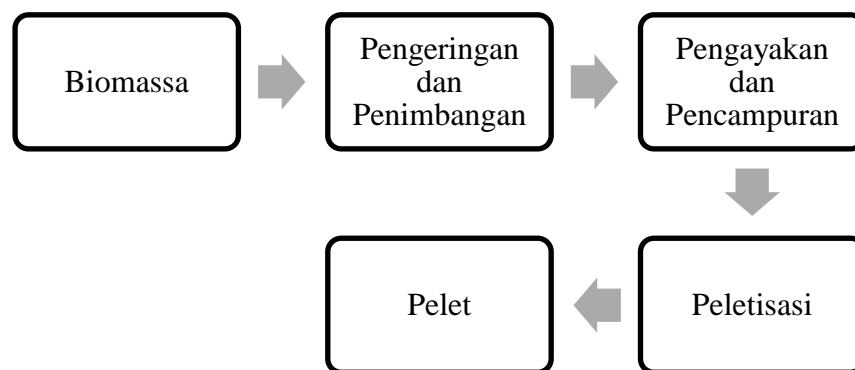 Biomassa
Pengeringan
dan
Penimbangan
Pengayakan
dan
Pencampuran
Pelet
Peletisasi